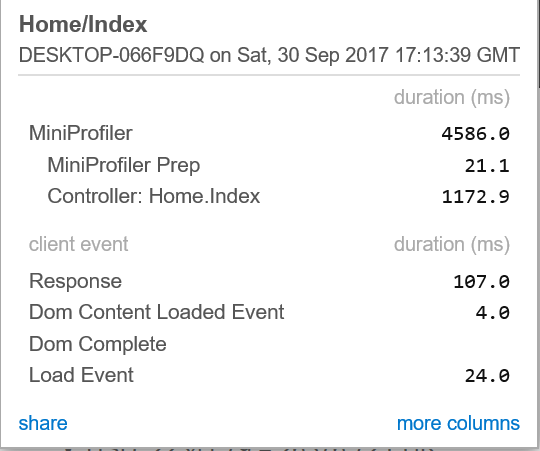 Home/Index
DESKTOP-066F9DQ on Sat, 30 Sep 2017 17:13:39 GMT
duration (ms)
MiniProfiler 4586.0
MiniProfiler Prep 21.1
Controller: Home.Index 1172.9
client event duration (ms)
Response 107.0
Dom Content Loaded Event 4.0
Dom Complete
Load Event 24.0
share more columns